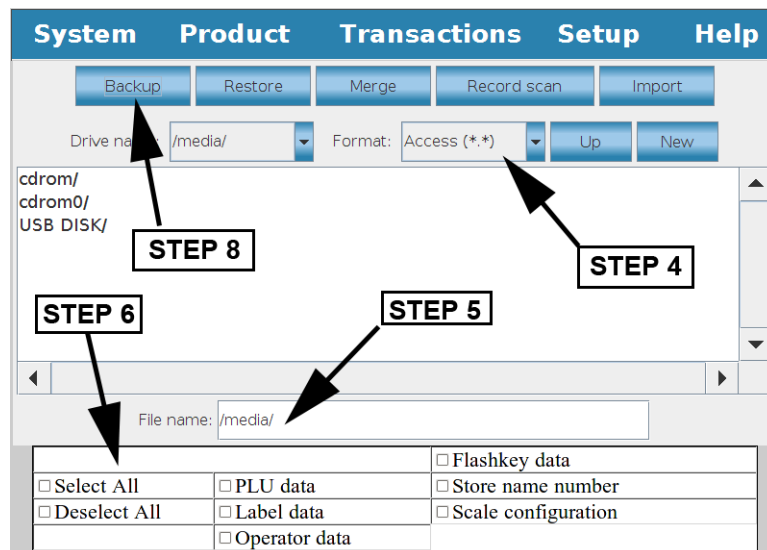 System Product Transactions Setup Help
Backup Restore Merge Record scan Import
Drive name: /media/ Format: Access (*.*) Up New
cdrom/
cdrom0/
USB DISK/
STEP 8
STEP 4
STEP 6
STEP 5
File name: /media/
Flashkey data
Select All PLU data Store name number
Deselect All Label data Scale configuration
Operator data